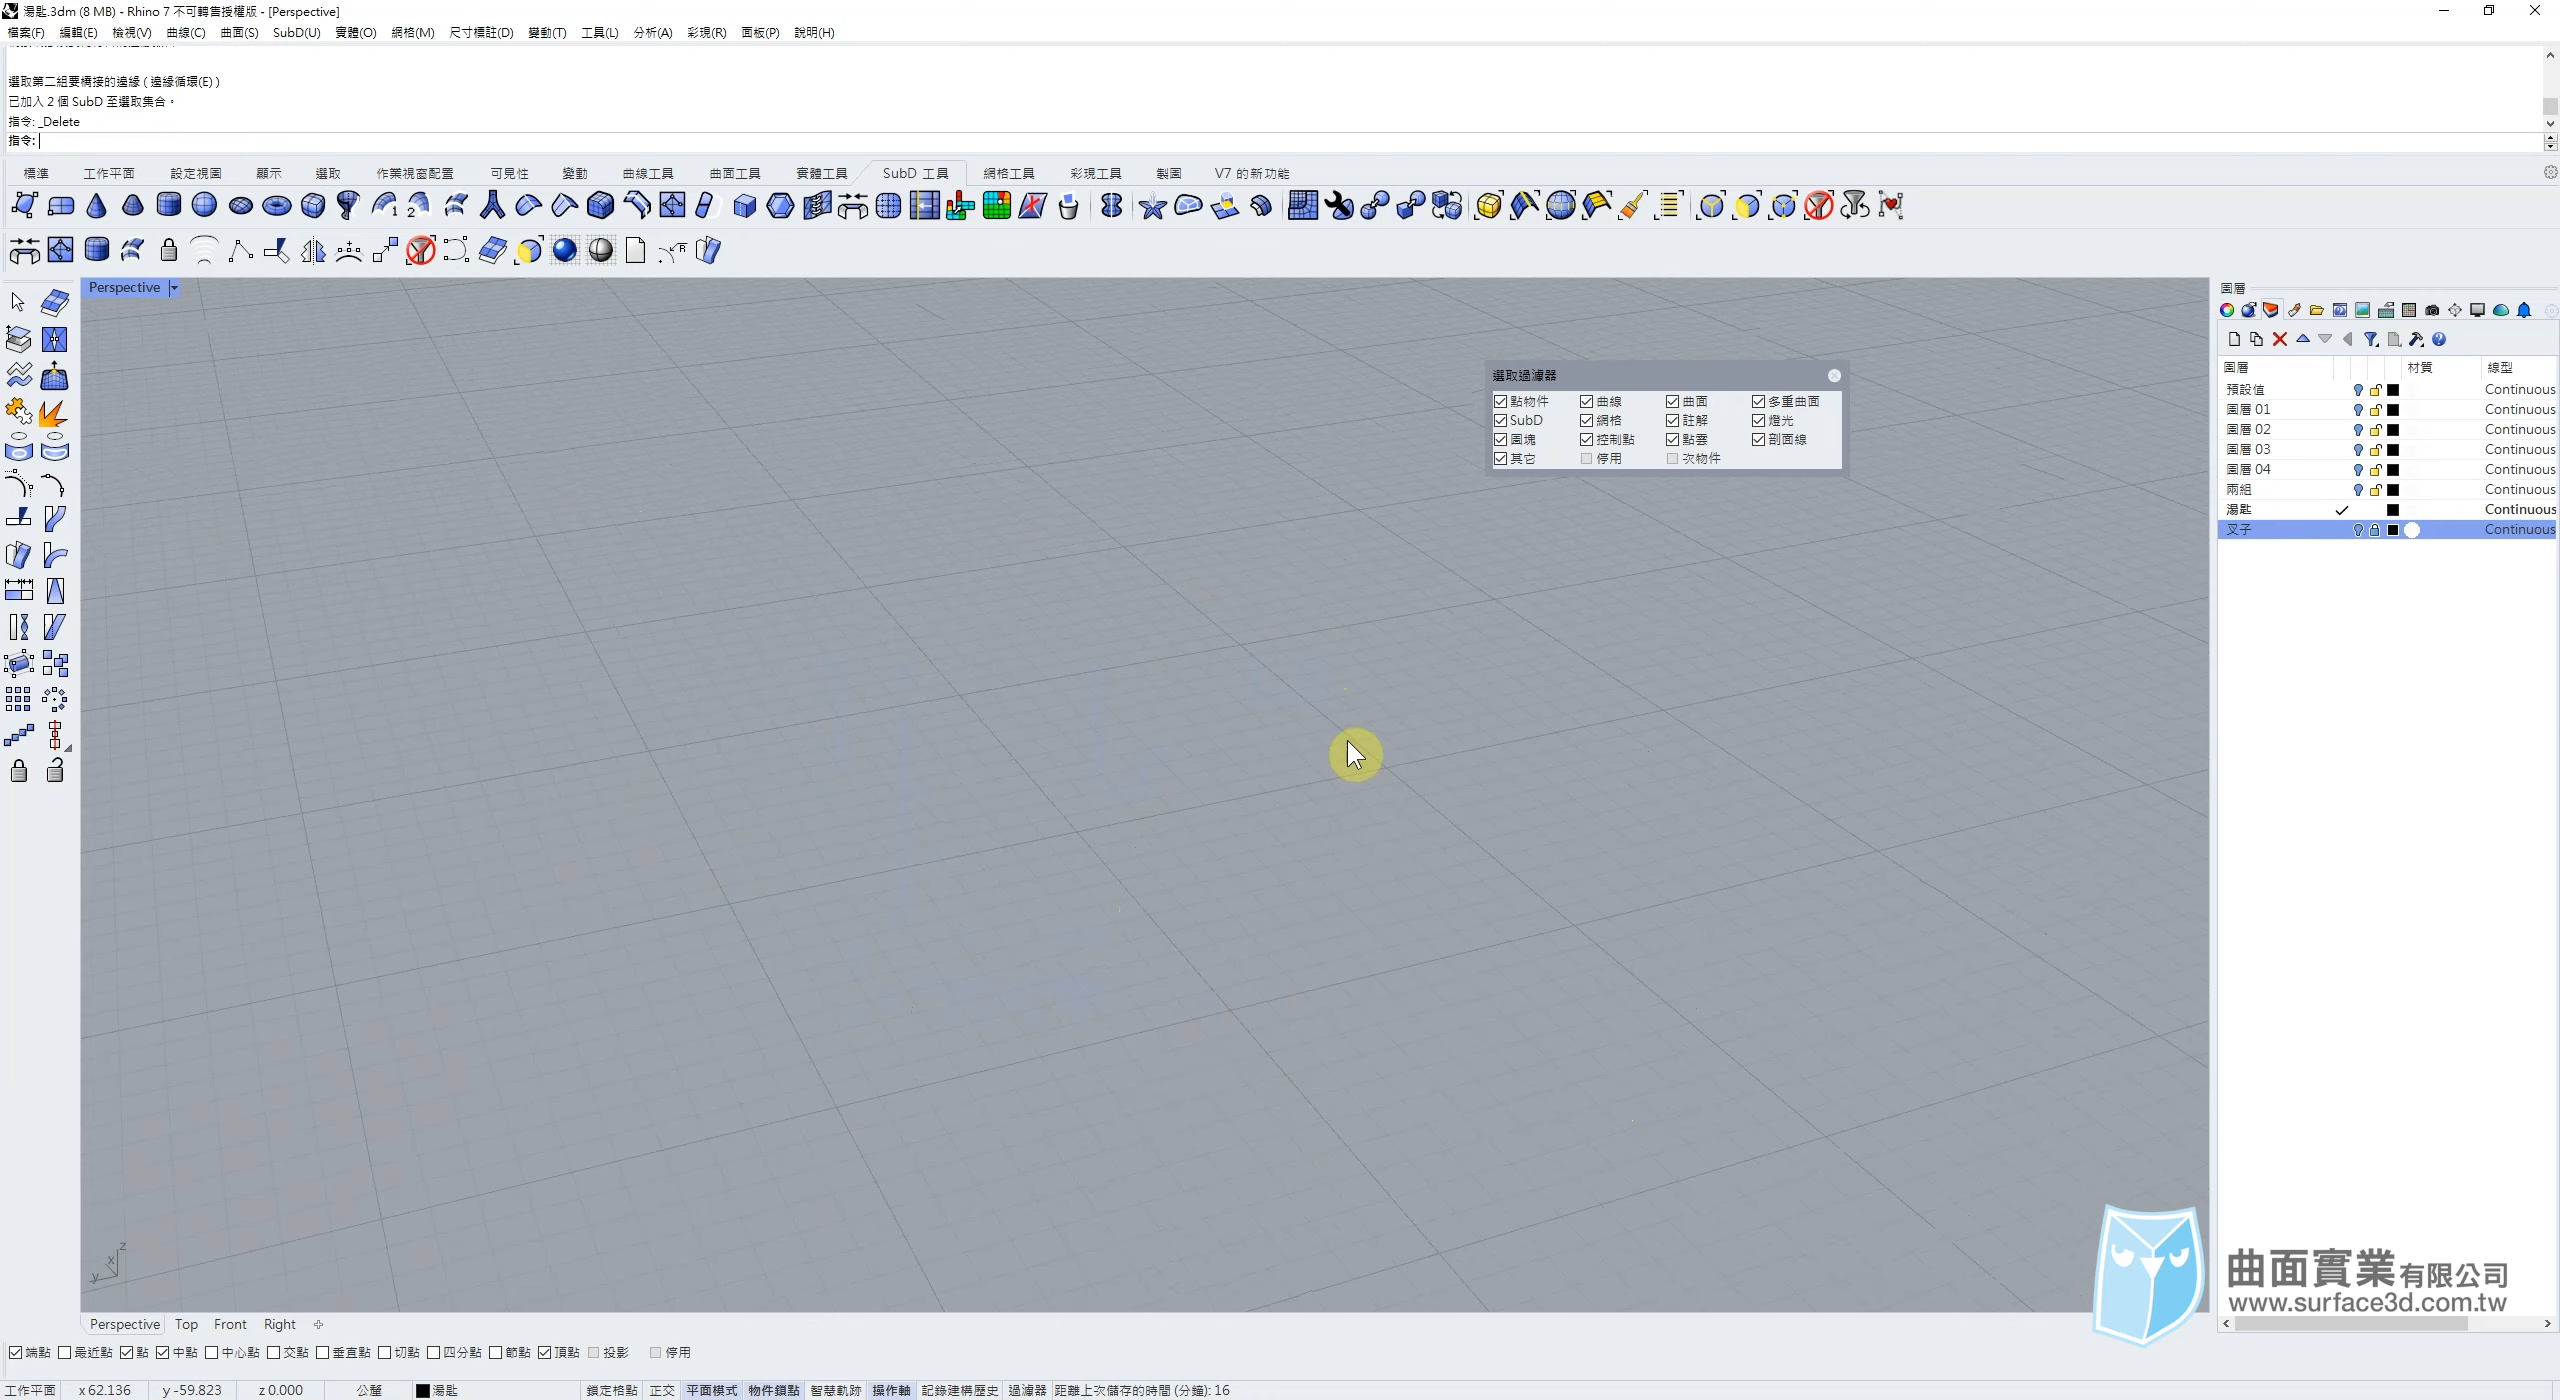 湯匙.3dm (8 MB) - Rhino 7 不可轉售授權版 - [Perspective]
檔案(F) 編輯(E) 檢視(V) 曲線(C) 曲面(S) SubD(U) 實體(O) 網格(M) 尺寸標註(D) 變動(T) 工具(L) 分析(A) 彩現(R) 面板(P) 說明(H)
選取第二組要橋接的邊緣 ( 邊緣循環(E) )
已加入 2 個 SubD 至選取集合。
指令: _Delete
指令:
標準 工作平面 設定視圖 顯示 選取 作業視窗配置 可見性 變動 曲線工具 曲面工具 實體工具 SubD 工具 網格工具 彩現工具 製圖 V7 的新功能
Perspective
圖層
選取過濾器
點物件 曲線 曲面 多重曲面
SubD 網格 註解 燈光
圖塊 控制點 點雲 剖面線
其它 停用 次物件
圖層 材質 線型
預設值 Continuous
圖層 01 Continuous
圖層 02 Continuous
圖層 03 Continuous
圖層 04 Continuous
兩組 Continuous
湯匙 Continuous
叉子 Continuous
z
x
y
曲面實業有限公司
www.surface3d.com.tw
Perspective Top Front Right
端點 最近點 點 中點 中心點 交點 垂直點 切點 四分點 節點 頂點 投影 停用
工作平面 x 62.136 y -59.823 z 0.000 公釐 湯匙 鎖定格點 正交 平面模式 物件鎖點 智慧軌跡 操作軸 記錄建構歷史 過濾器 距離上次儲存的時間 (分鐘): 16